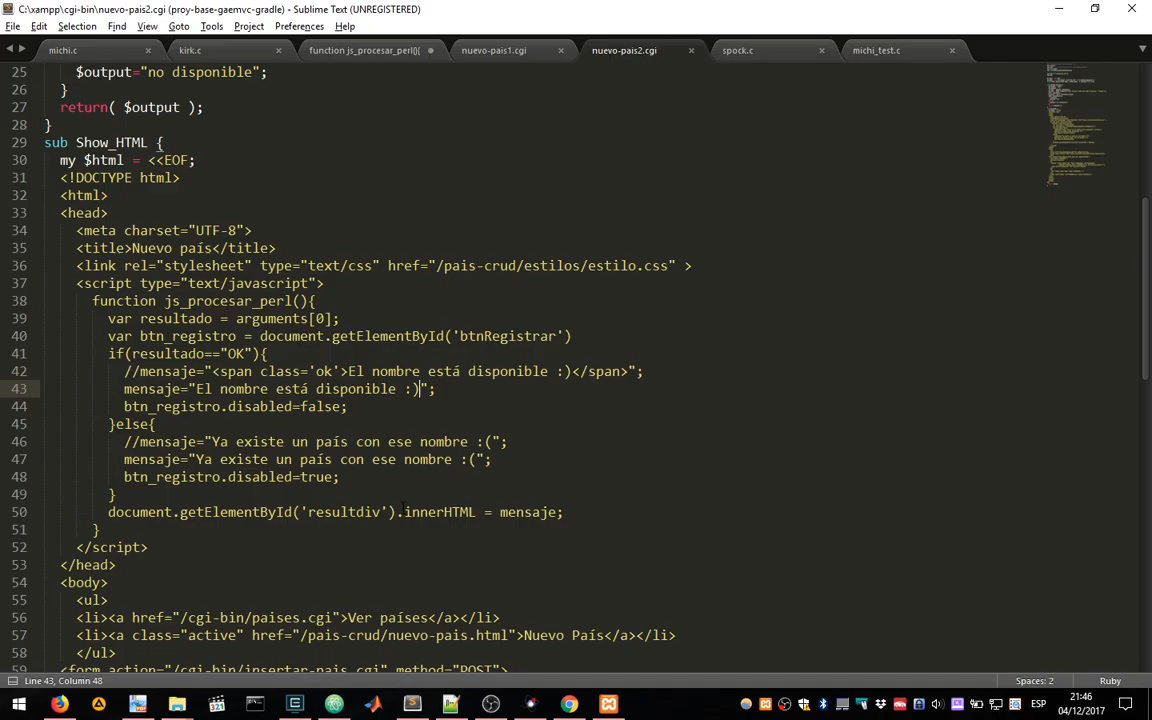 C:\xampp\cgi-bin\nuevo-pais2.cgi (proy-base-gaemvc-gradle) - Sublime Text (UNREGISTERED)
File Edit Selection Find View Goto Tools Project Preferences Help
michi.c kirk.c function js_procesar_perl(){ nuevo-pais1.cgi nuevo-pais2.cgi spock.c michi_test.c
25 $output="no disponible";
26 }
27 return( $output );
28 }
29 sub Show_HTML {
30 my $html = <<EOF;
31 <!DOCTYPE html>
32 <html>
33 <head>
34 <meta charset="UTF-8">
35 <title>Nuevo país</title>
36 <link rel="stylesheet" type="text/css" href="/pais-crud/estilos/estilo.css" >
37 <script type="text/javascript">
38 function js_procesar_perl(){
39 var resultado = arguments[0];
40 var btn_registro = document.getElementById('btnRegistrar')
41 if(resultado=="OK"){
42 //mensaje="<span class='ok'>El nombre está disponible :)</span>";
43 mensaje="El nombre está disponible :)";
44 btn_registro.disabled=false;
45 }else{
46 //mensaje="Ya existe un país con ese nombre :(";
47 mensaje="Ya existe un país con ese nombre :(";
48 btn_registro.disabled=true;
49 }
50 document.getElementById('resultdiv').innerHTML = mensaje;
51 }
52 </script>
53 </head>
54 <body>
55 <ul>
56 <li><a href="/cgi-bin/paises.cgi">Ver países</a></li>
57 <li><a class="active" href="/pais-crud/nuevo-pais.html">Nuevo País</a></li>
58 </ul>
59 <form action="/cgi-bin/insertar-pais.cgi" method="POST">
Line 43, Column 48 Spaces: 2 Ruby
ESP
21:46
04/12/2017